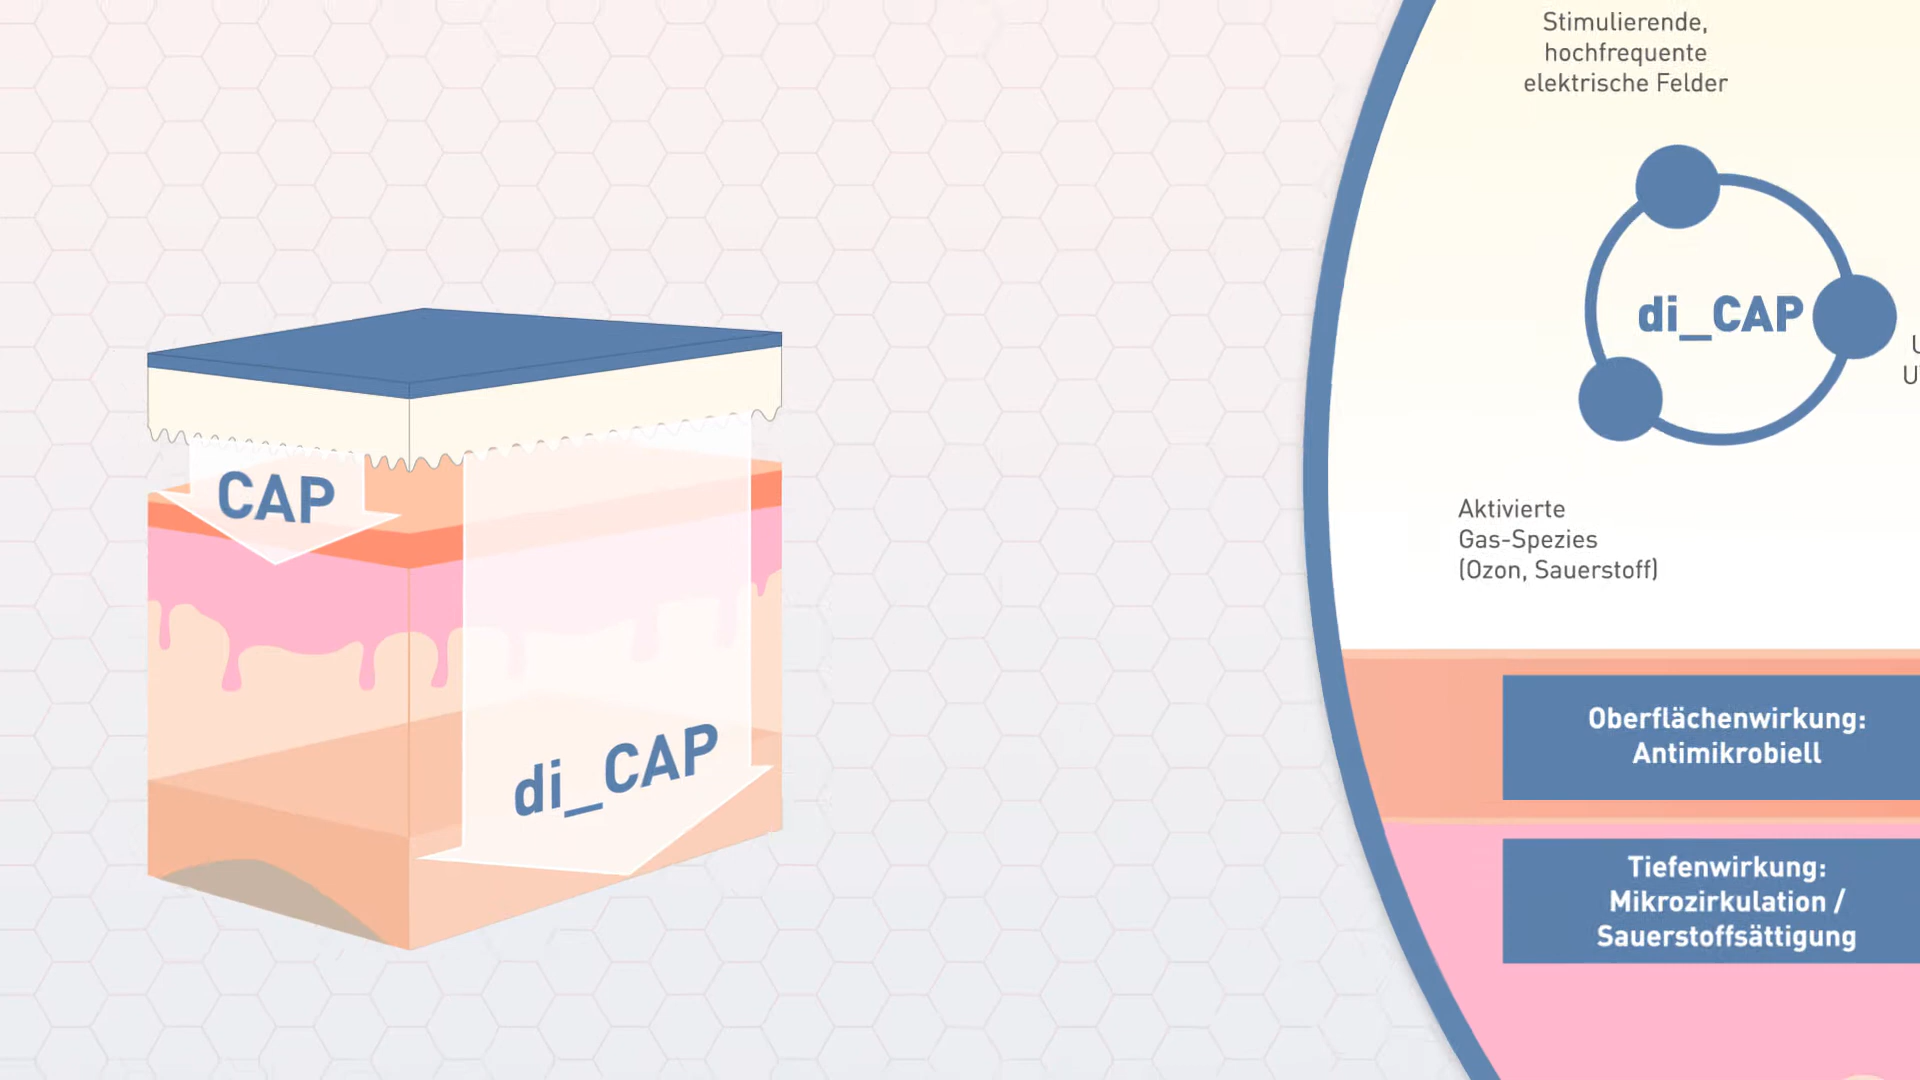 CAP
di_CAP
Stimulierende,
hochfrequente
elektrische Felder
di_CAP
Aktivierte
Gas-Spezies
(Ozon, Sauerstoff)
Oberflächenwirkung:
Antimikrobiell
Tiefenwirkung:
Mikrozirkulation /
Sauerstoffsättigung